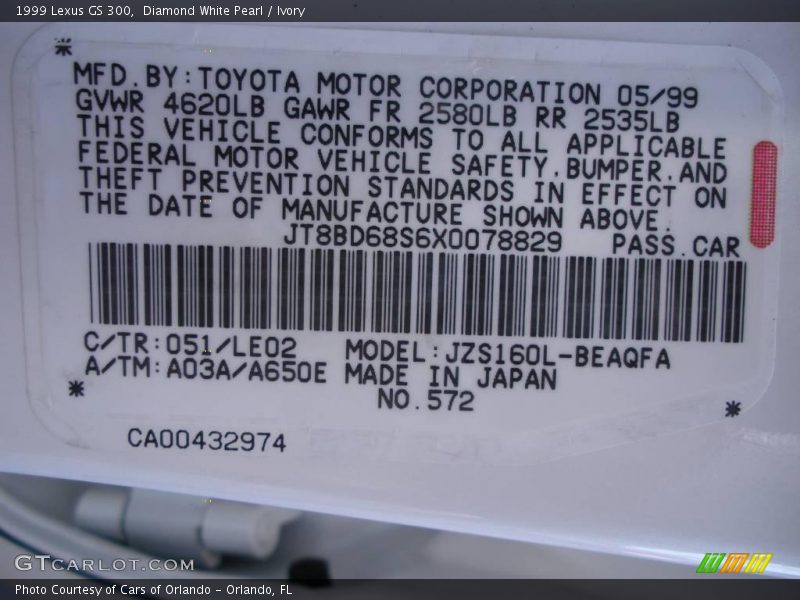 1999 Lexus GS 300, Diamond White Pearl / Ivory
MFD.BY:TOYOTA MOTOR CORPORATION 05/99
GVWR 4620LB GAWR FR 2580LB RR 2535LB
THIS VEHICLE CONFORMS TO ALL APPLICABLE
FEDERAL MOTOR VEHICLE SAFETY,BUMPER,AND
THEFT PREVENTION STANDARDS IN EFFECT ON
THE DATE OF MANUFACTURE SHOWN ABOVE.
JT8BD68S6X0078829 PASS.CAR
C/TR:051/LE02 MODEL:JZS160L-BEAQFA
A/TM:A03A/A650E MADE IN JAPAN
NO.572
CA00432974
GTCARLOT.COM
Photo Courtesy of Cars of Orlando - Orlando, FL